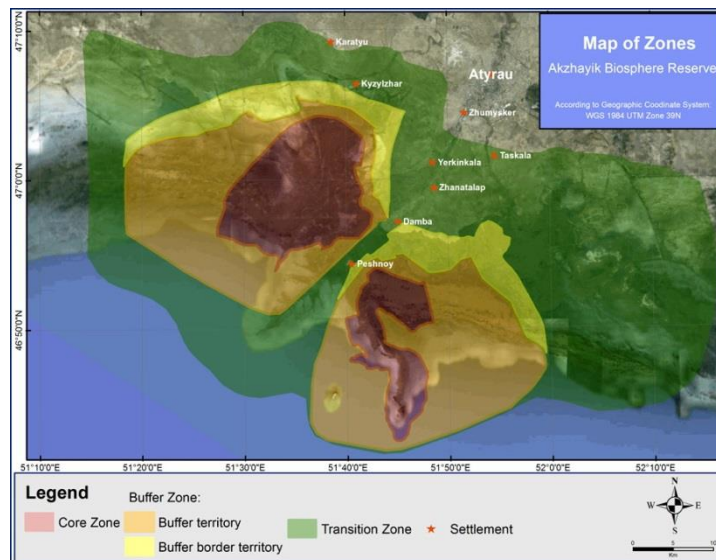 47°10'0"N
47°0'0"N
46°50'0"N
Karatyu
Kyzylzhar
Atyrau
Zhumysker
Yerkinkala
Taskala
Zhanatalap
Damba
Peshnoy
Map of Zones
Akzhayik Biosphere Reserve
According to Geographic Coodinate System:
WGS 1984 UTM Zone 39N
51°10'0"E 51°20'0"E 51°30'0"E 51°40'0"E 51°50'0"E 52°0'0"E 52°10'0"E
Legend
Buffer Zone:
Core Zone
Buffer territory
Buffer border territory
Transition Zone
Settlement
N
W E
S
0 5 10
Km